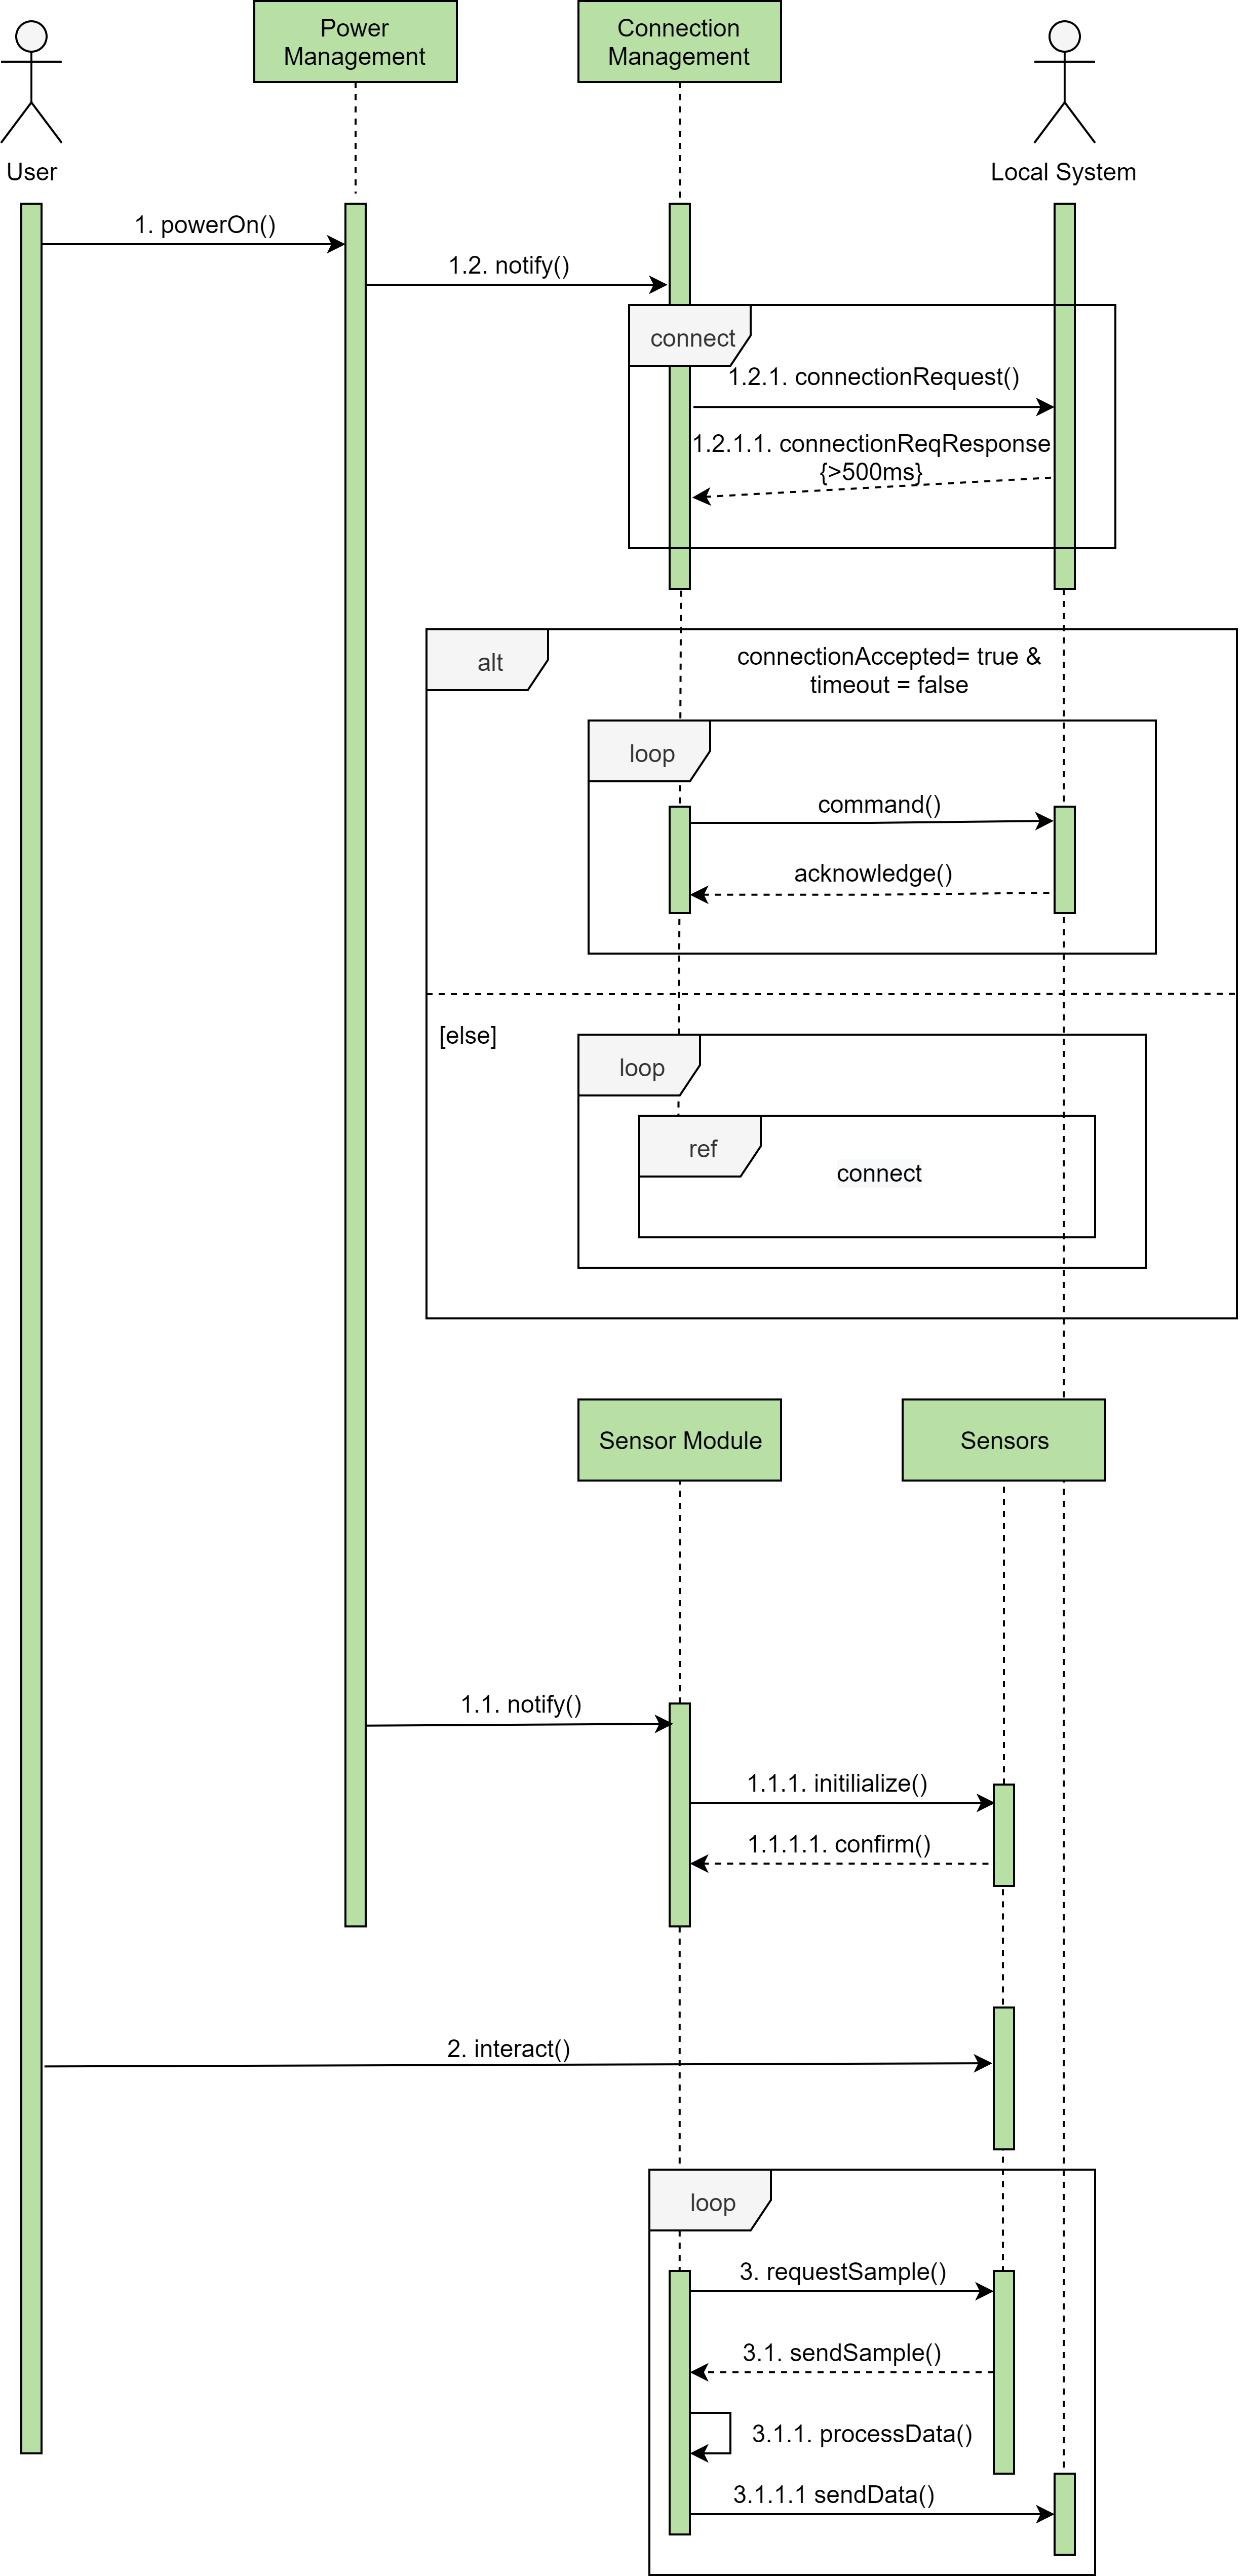 Power
Management
Connection
Management
User
Local System
1. powerOn()
1.2. notify()
connect
1.2.1. connectionRequest()
1.2.1.1. connectionReqResponse
{>500ms}
alt
connectionAccepted= true &
timeout = false
loop
command()
acknowledge()
[else]
loop
ref
connect
Sensor Module
Sensors
1.1. notify()
1.1.1. initilialize()
1.1.1.1. confirm()
2. interact()
loop
3. requestSample()
3.1. sendSample()
3.1.1. processData()
3.1.1.1 sendData()